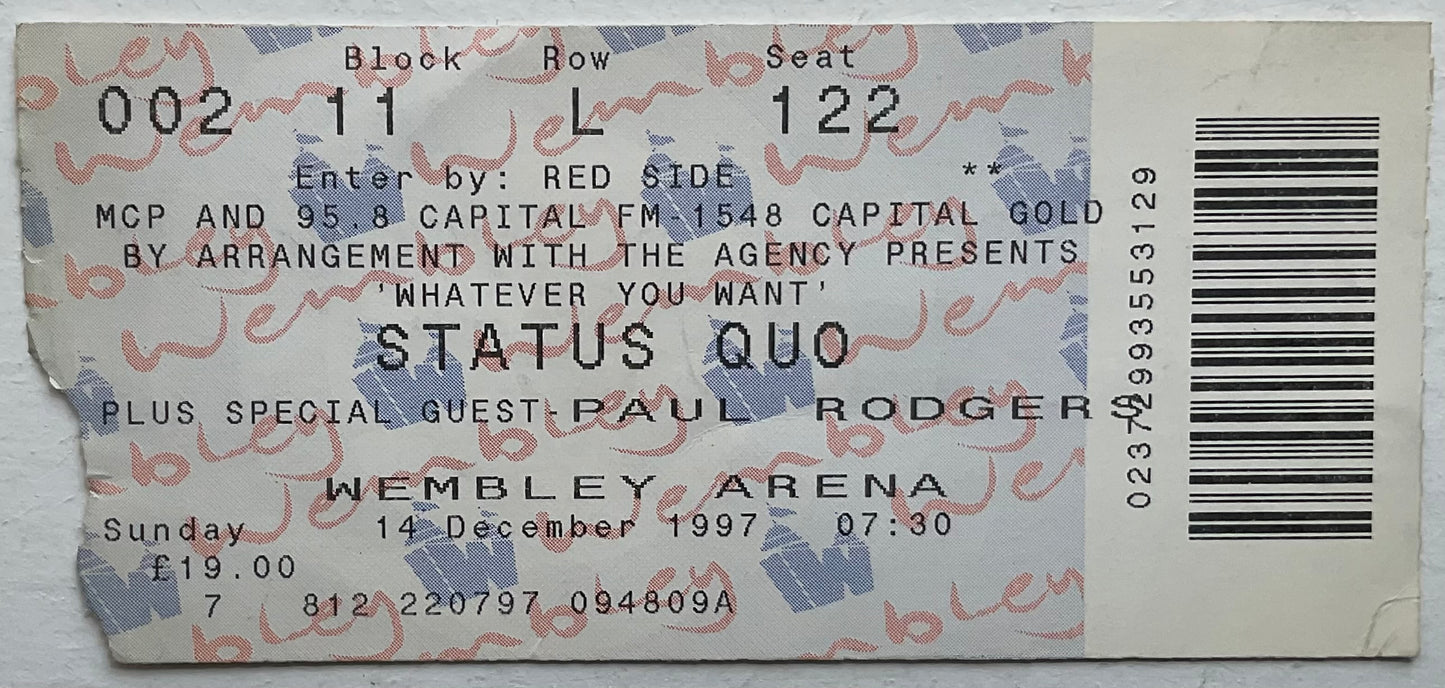 Block Row Seat
002 11 L 122
Enter by: RED SIDE **
MCP AND 95.8 CAPITAL FM-1548 CAPITAL GOLD
BY ARRANGEMENT WITH THE AGENCY PRESENTS
'WHATEVER YOU WANT'
STATUS QUO
PLUS SPECIAL GUEST-PAUL RODGERS
WEMBLEY ARENA
Sunday 14 December 1997 07:30
£19.00
7 812 220797 094809A
023729935553129